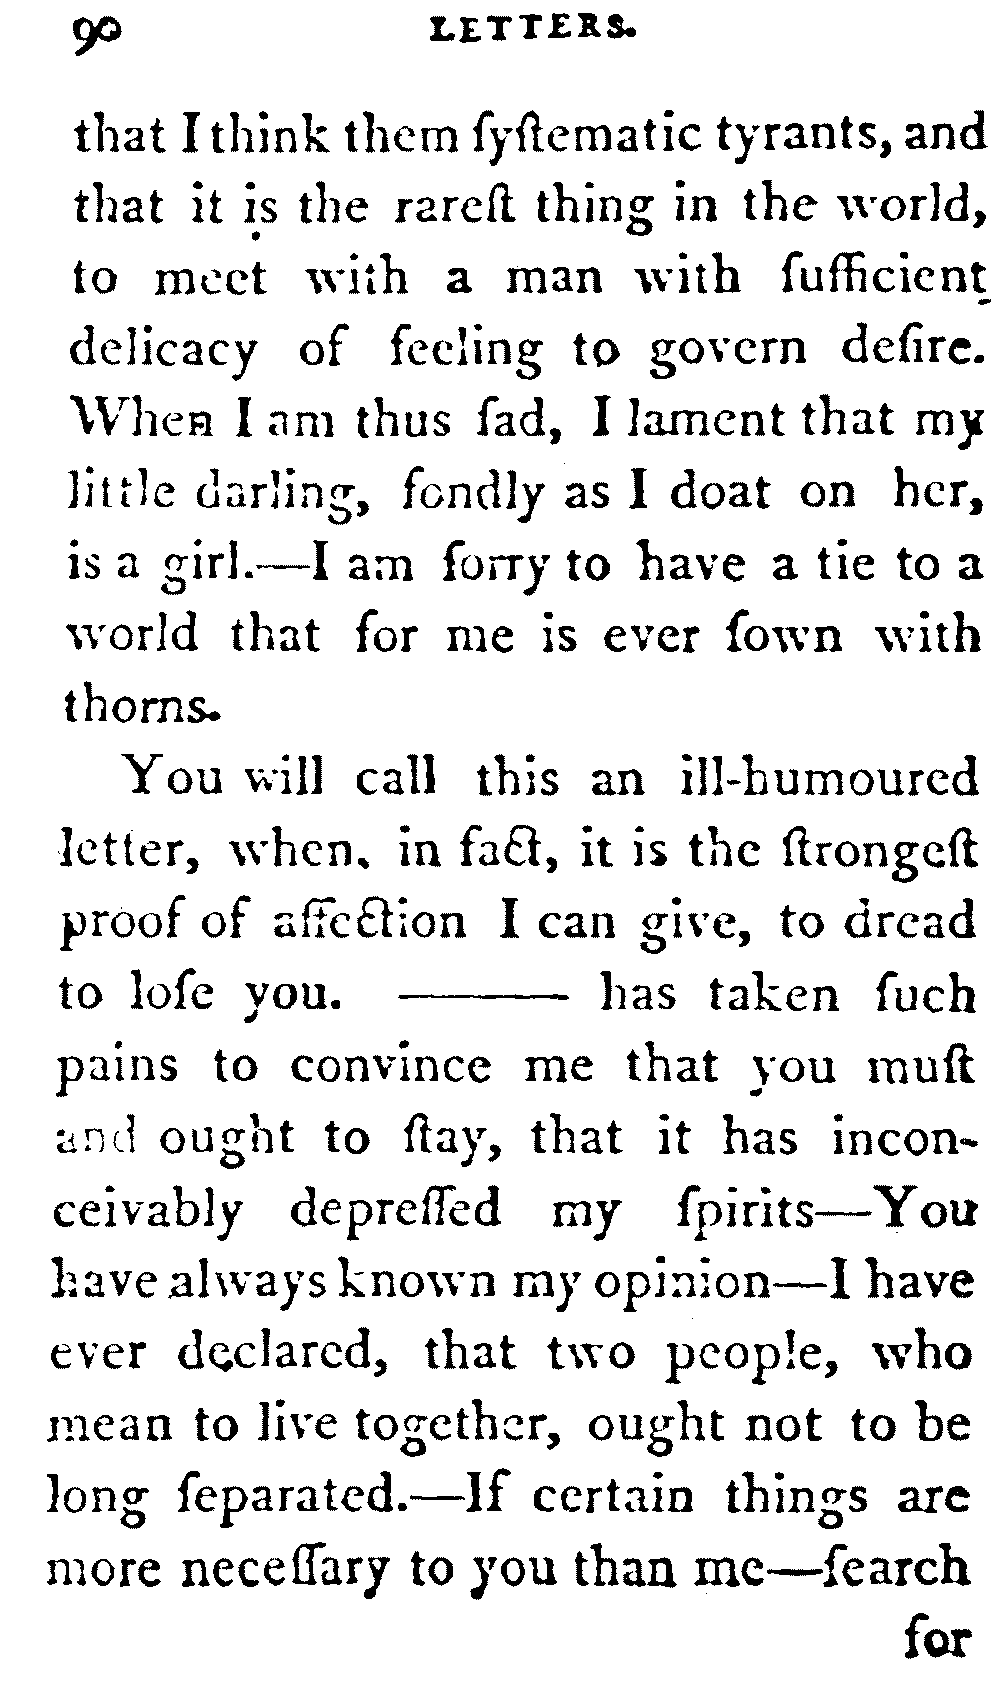 90 LETTERS.
that I think them ſyſtematic tyrants, and
that it is the rareſt thing in the world,
to meet with a man with ſufficient
delicacy of feeling to govern deſire.
When I am thus ſad, I lament that my
little darling, fondly as I doat on her,
is a girl.—I am ſorry to have a tie to a
world that for me is ever ſown with
thorns.
You will call this an ill-humoured
letter, when, in fact, it is the ſtrongeſt
proof of affection I can give, to dread
to loſe you. ——— has taken ſuch
pains to convince me that you muſt
and ought to ſtay, that it has incon-
ceivably depreſſed my ſpirits—You
have always known my opinion—I have
ever declared, that two people, who
mean to live together, ought not to be
long ſeparated.—If certain things are
more neceſſary to you than me—ſearch
for